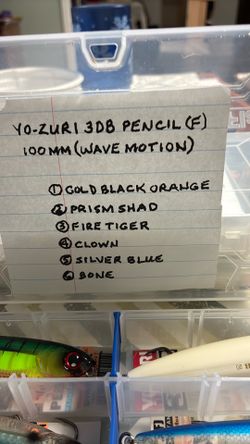 YO-ZURI 3DB PENCIL (F)
100MM (WAVE MOTION)
① GOLD BLACK ORANGE
② PRISM SHAD
③ FIRE TIGER
④ CLOWN
⑤ SILVER BLUE
⑥ BONE